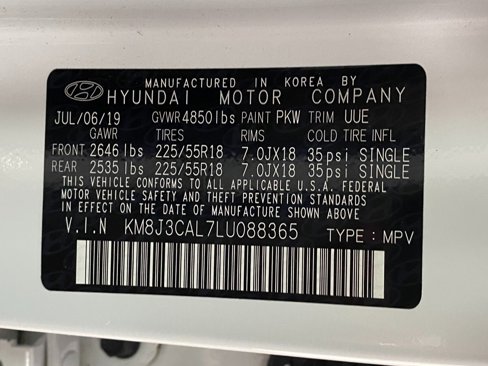 MANUFACTURED IN KOREA BY
HYUNDAI MOTOR COMPANY
JUL/06/19 GVWR 4850lbs PAINT PKW TRIM UUE
GAWR TIRES RIMS COLD TIRE INFL
FRONT 2646 lbs 225/55R18 7.0JX18 35psi SINGLE
REAR 2535 lbs 225/55R18 7.0JX18 35psi SINGLE
THIS VEHICLE CONFORMS TO ALL APPLICABLE U.S.A. FEDERAL
MOTOR VEHICLE SAFETY AND THEFT PREVENTION STANDARDS
IN EFFECT ON THE DATE OF MANUFACTURE SHOWN ABOVE.
V.I.N KM8J3CAL7LU088365 TYPE : MPV